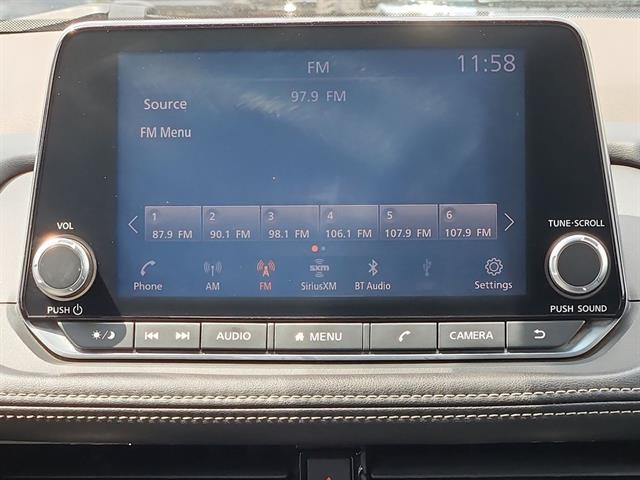 FM
11:58
97.9 FM
Source
FM Menu
1 2 3 4 5 6
87.9 FM 90.1 FM 98.1 FM 106.1 FM 107.9 FM 107.9 FM
VOL
TUNE·SCROLL
sxm
Phone AM FM SiriusXM BT Audio Settings
PUSH
PUSH SOUND
AUDIO MENU CAMERA